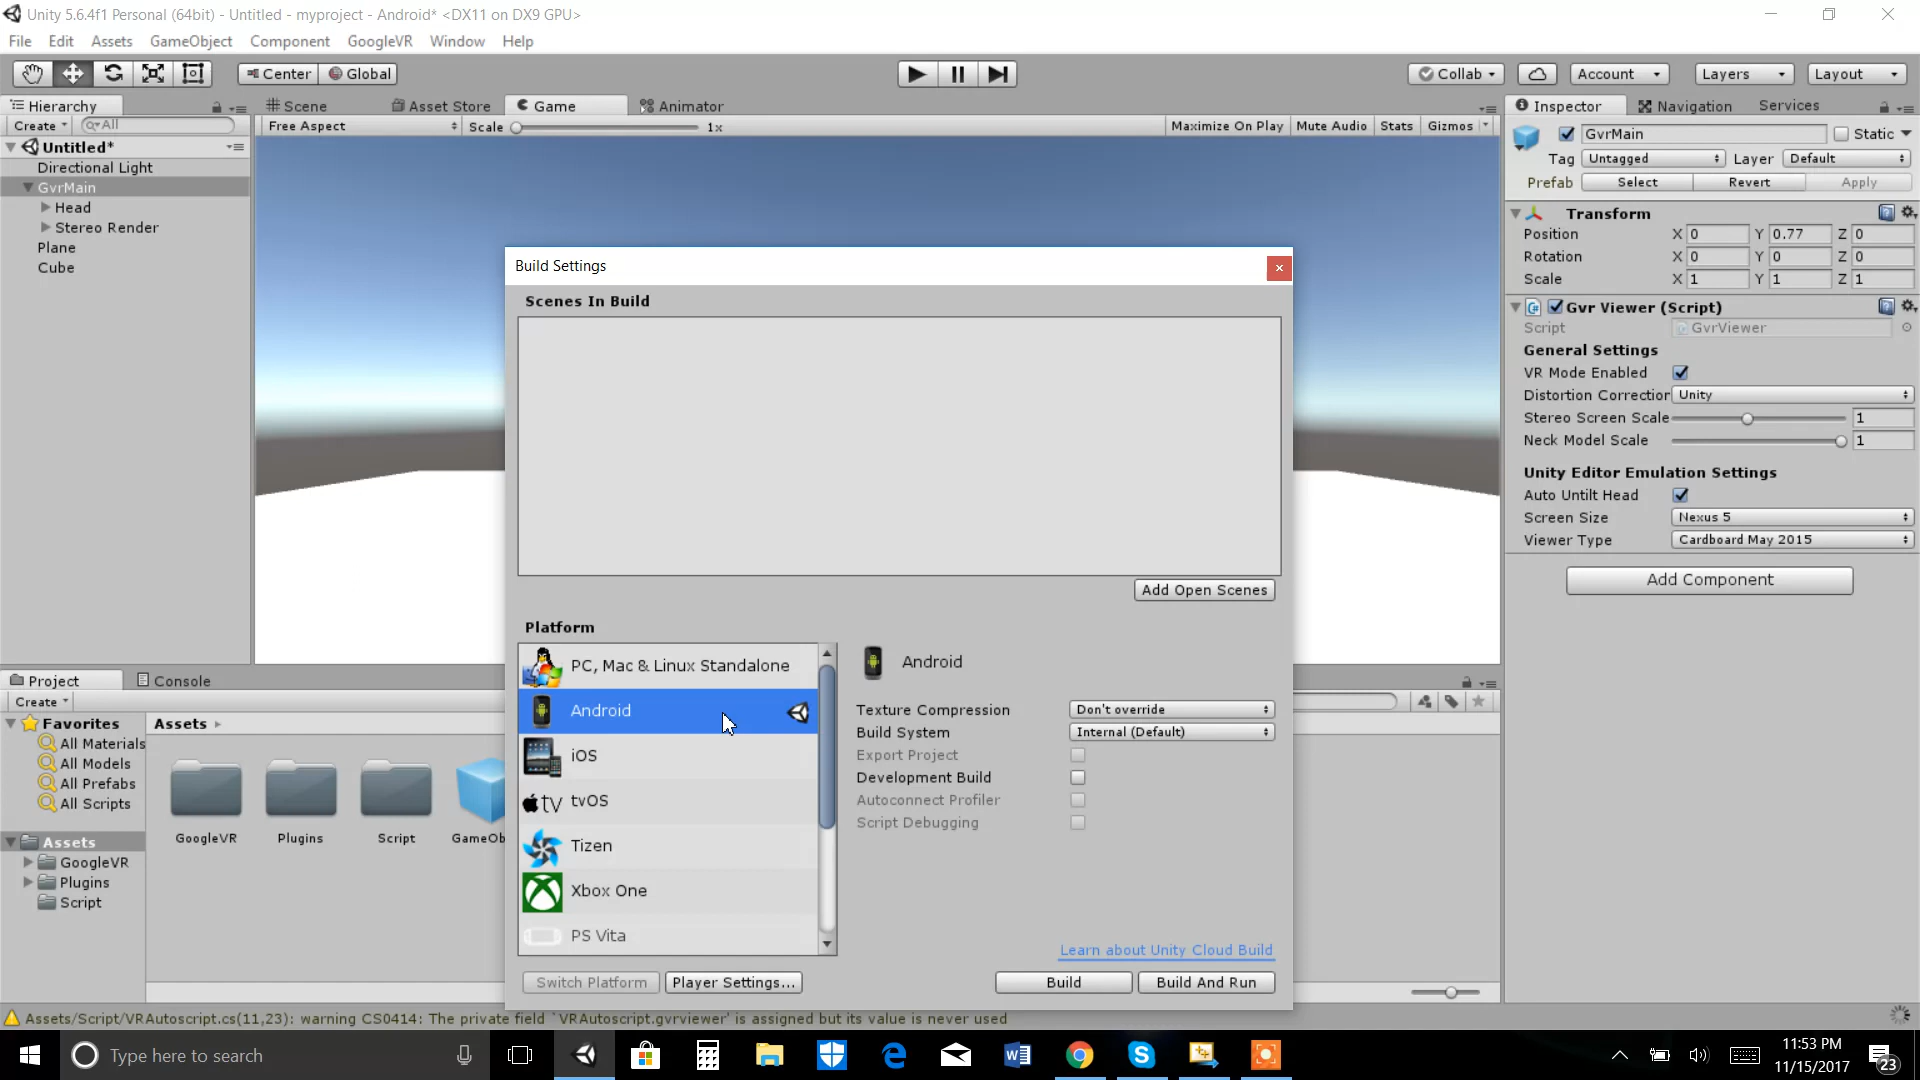 Unity 5.6.4f1 Personal (64bit) - Untitled - myproject - Android* <DX11 on DX9 GPU>
File Edit Assets GameObject Component GoogleVR Window Help
Center Global Collab Account Layers Layout
Hierarchy Scene Asset Store Game Animator Inspector Navigation Services
Create All Free Aspect Scale 1x Maximize On Play Mute Audio Stats Gizmos GvrMain Static
Untitled*
Tag Untagged Layer Default
Directional Light
Prefab Select Revert Apply
GvrMain
Head
Stereo Render
Plane
Cube
Transform
Position X 0 Y 0.77 Z 0
Rotation X 0 Y 0 Z 0
Scale X 1 Y 1 Z 1
Gvr Viewer (Script)
Script GvrViewer
General Settings
VR Mode Enabled
Distortion Correction Unity
Stereo Screen Scale 1
Neck Model Scale 1
Unity Editor Emulation Settings
Auto Untilt Head
Screen Size Nexus 5
Viewer Type Cardboard May 2015
Add Component
Build Settings
Scenes In Build
Add Open Scenes
Platform
PC, Mac & Linux Standalone
Android
iOS
tvOS
Tizen
Xbox One
PS Vita
Android
Texture Compression Don't override
Build System Internal (Default)
Export Project
Development Build
Autoconnect Profiler
Script Debugging
Learn about Unity Cloud Build
Switch Platform Player Settings... Build Build And Run
Project Console
Create
Favorites
All Materials
All Models
All Prefabs
All Scripts
Assets
GoogleVR
Plugins
Script
Assets
GoogleVR Plugins Script GameOb
Assets/Script/VRAutoscript.cs(11,23): warning CS0414: The private field `VRAutoscript.gvrviewer' is assigned but its value is never used
Type here to search
11:53 PM
11/15/2017
23